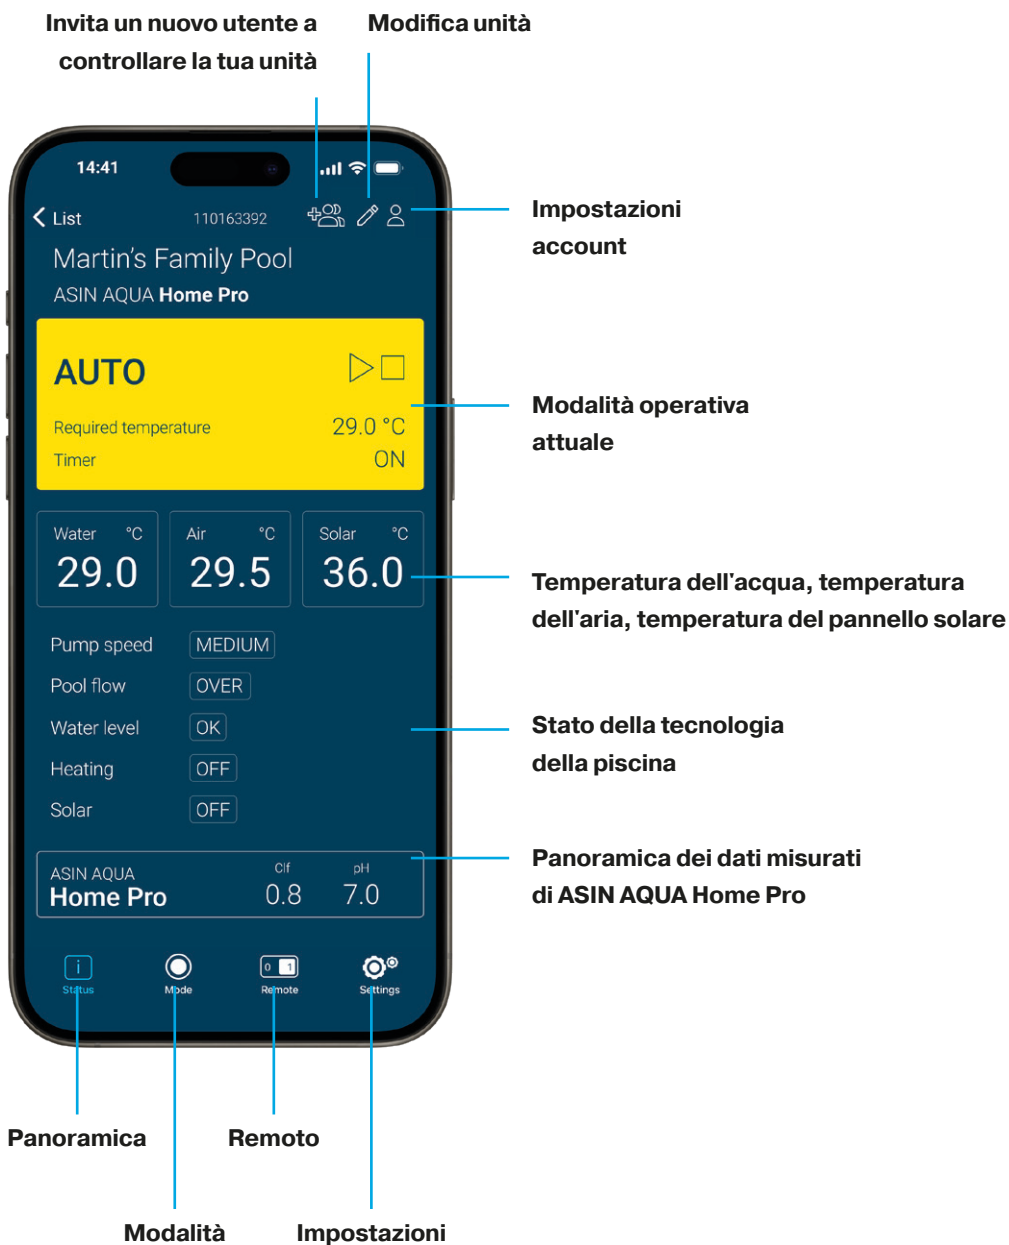 Invita un nuovo utente a
controllare la tua unità
Modifica unità
14:41
List
110163392
Impostazioni
account
Martin's Family Pool
ASIN AQUA Home Pro
AUTO
Required temperature 29.0 °C
Timer ON
Modalità operativa
attuale
Water °C
29.0
Air °C
29.5
Solar °C
36.0
Temperatura dell'acqua, temperatura
dell'aria, temperatura del pannello solare
Pump speed MEDIUM
Pool flow OVER
Water level OK
Heating OFF
Solar OFF
Stato della tecnologia
della piscina
ASIN AQUA
Home Pro
Clf
0.8
pH
7.0
Panoramica dei dati misurati
di ASIN AQUA Home Pro
i
Status
Mode
0 1
Remote
Settings
Panoramica
Remoto
Modalità
Impostazioni